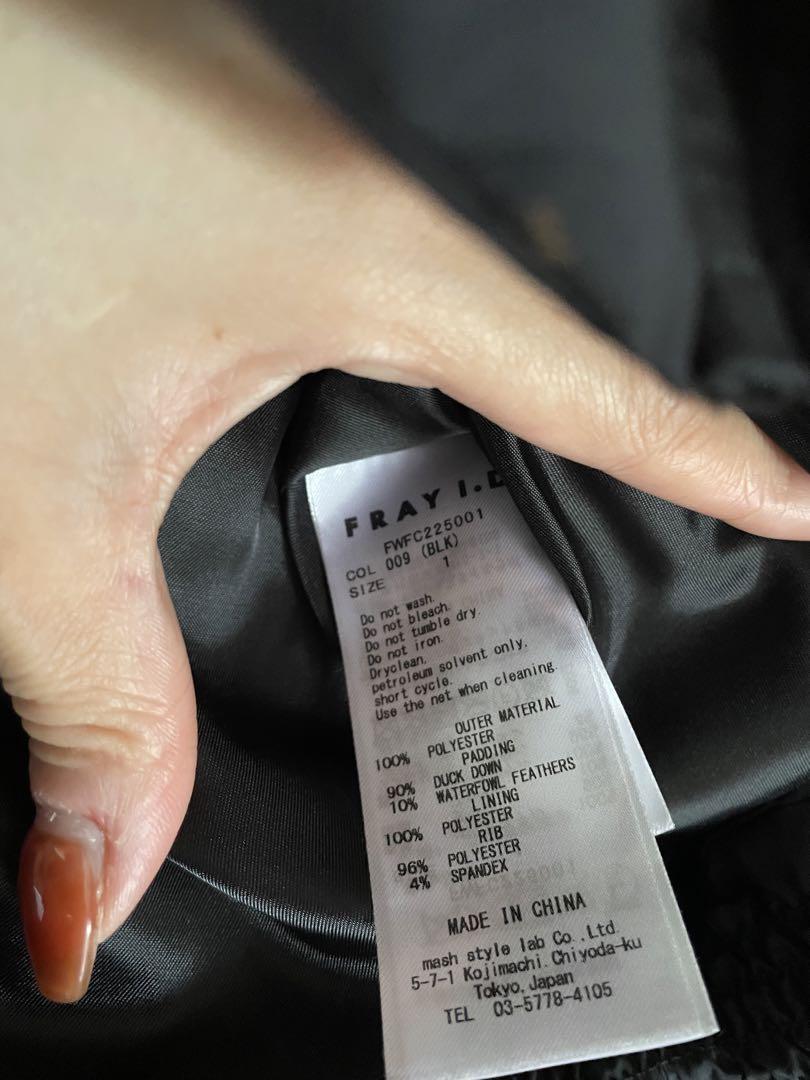 FRAY I.D
FWFC225001
COL 009 (BLK)
SIZE 1
Do not wash.
Do not bleach.
Do not tumble dry.
Do not iron.
Dryclean.
petroleum solvent only.
short cycle.
Use the net when cleaning.
OUTER MATERIAL
100% POLYESTER
PADDING
90% DUCK DOWN
10% WATERFOWL FEATHERS
LINING
100% POLYESTER
RIB
96% POLYESTER
4% SPANDEX
MADE IN CHINA
mash style lab Co.,Ltd.
5-7-1 Kojimachi.Chiyoda-ku
Tokyo,Japan
TEL 03-5778-4105